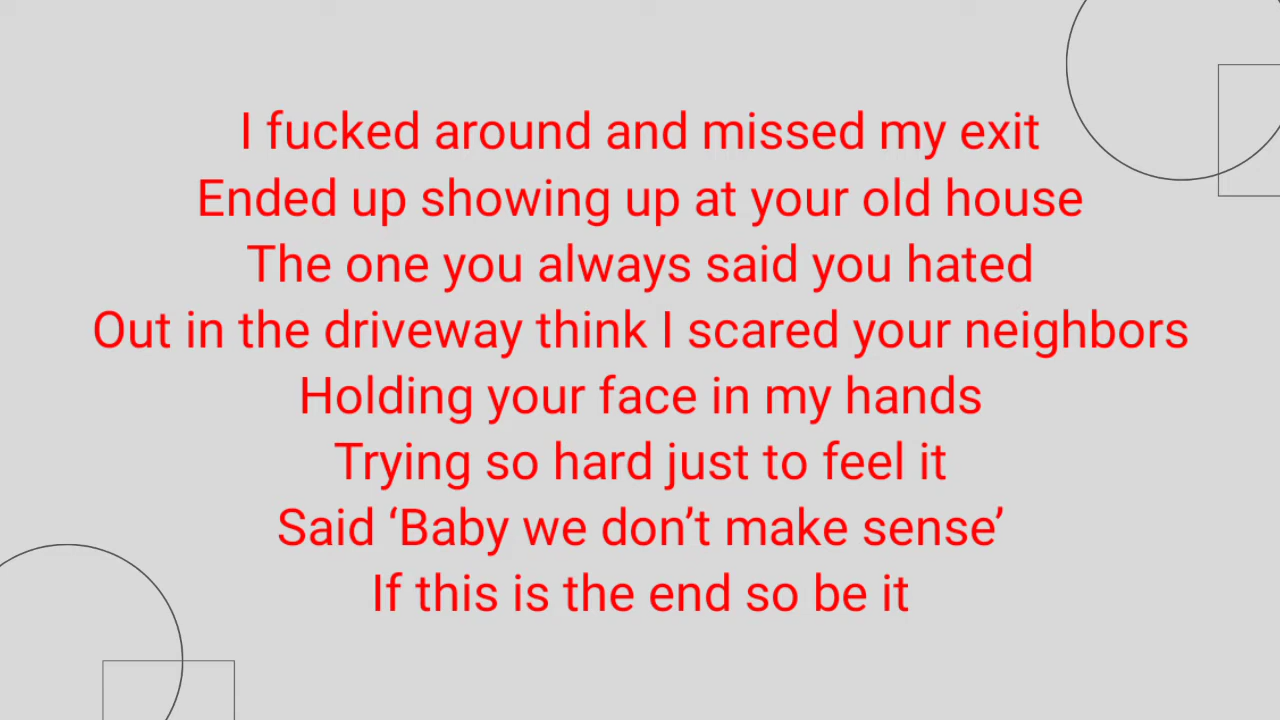 I fucked around and missed my exit
Ended up showing up at your old house
The one you always said you hated
Out in the driveway think I scared your neighbors
Holding your face in my hands
Trying so hard just to feel it
Said ‘Baby we don’t make sense’
If this is the end so be it